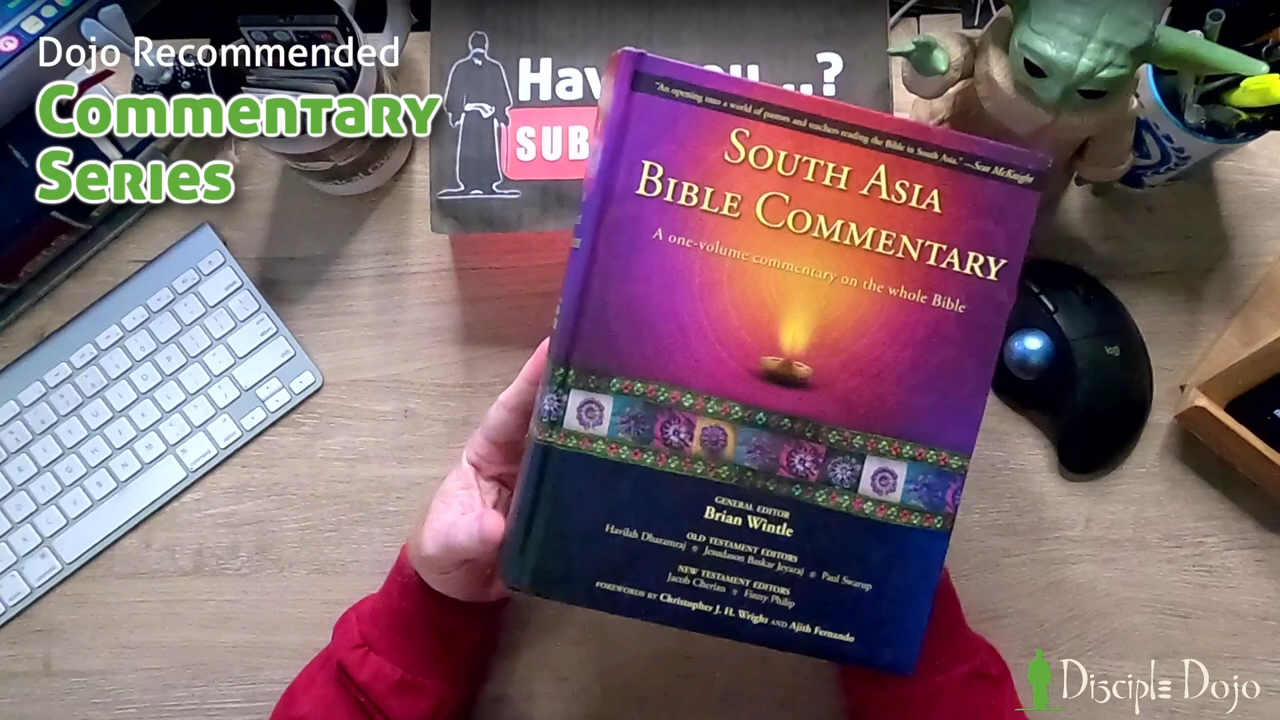 Dojo Recommended
Commentary
Series
Hav
...?
SUB
"An opening into a world of pastors and teachers reading the Bible in South Asia." —Scot McKnight
South Asia
Bible Commentary
A one-volume commentary on the whole Bible
GENERAL EDITOR
Brian Wintle
OLD TESTAMENT EDITORS
Havilah Dharamraj Jesudason Baskar Jeyaraj Paul Swarup
NEW TESTAMENT EDITORS
Jacob Cherian Finny Philip
FOREWORDS BY Christopher J. H. Wright AND Ajith Fernando
logi
Disciple Dojo